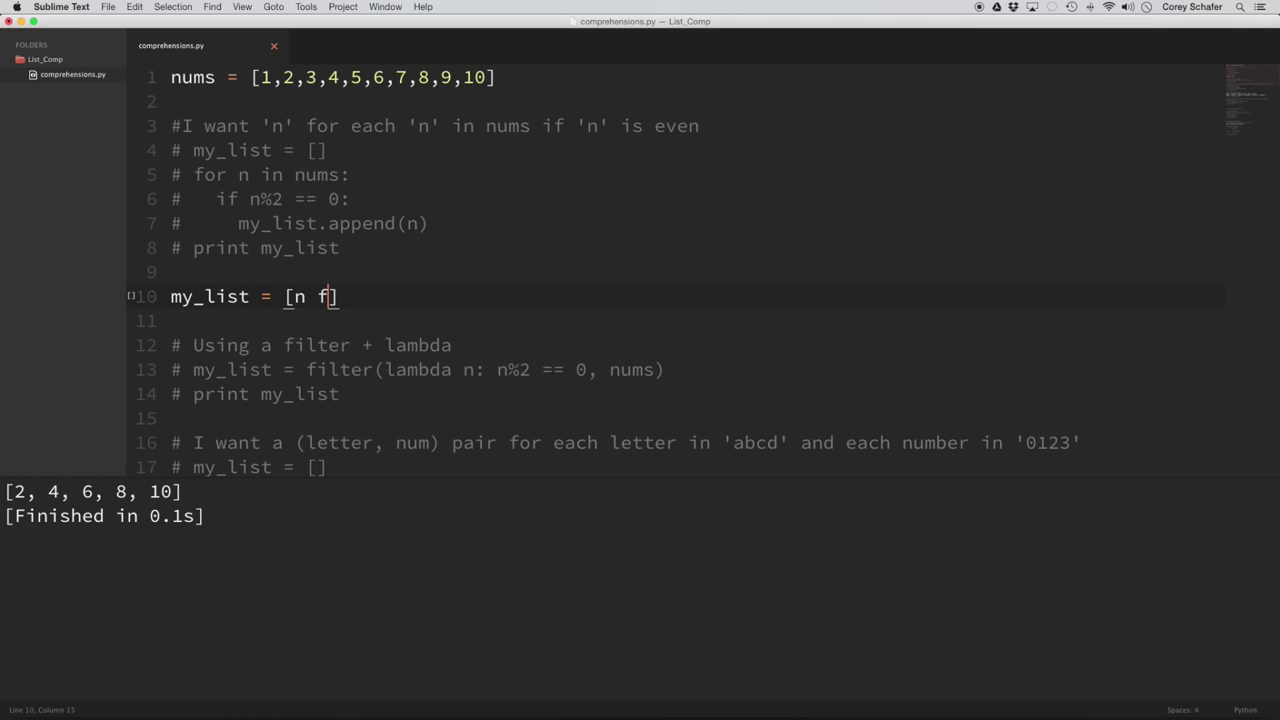 Sublime Text File Edit Selection Find View Goto Tools Project Window Help Corey Schafer
comprehensions.py — List_Comp
FOLDERS
List_Comp
comprehensions.py
comprehensions.py ×
1 nums = [1,2,3,4,5,6,7,8,9,10]
2
3 #I want 'n' for each 'n' in nums if 'n' is even
4 # my_list = []
5 # for n in nums:
6 #   if n%2 == 0:
7 #     my_list.append(n)
8 # print my_list
9
10 my_list = [n f]
11
12 # Using a filter + lambda
13 # my_list = filter(lambda n: n%2 == 0, nums)
14 # print my_list
15
16 # I want a (letter, num) pair for each letter in 'abcd' and each number in '0123'
17 # my_list = []
[2, 4, 6, 8, 10]
[Finished in 0.1s]
Line 10, Column 15 Spaces: 4 Python